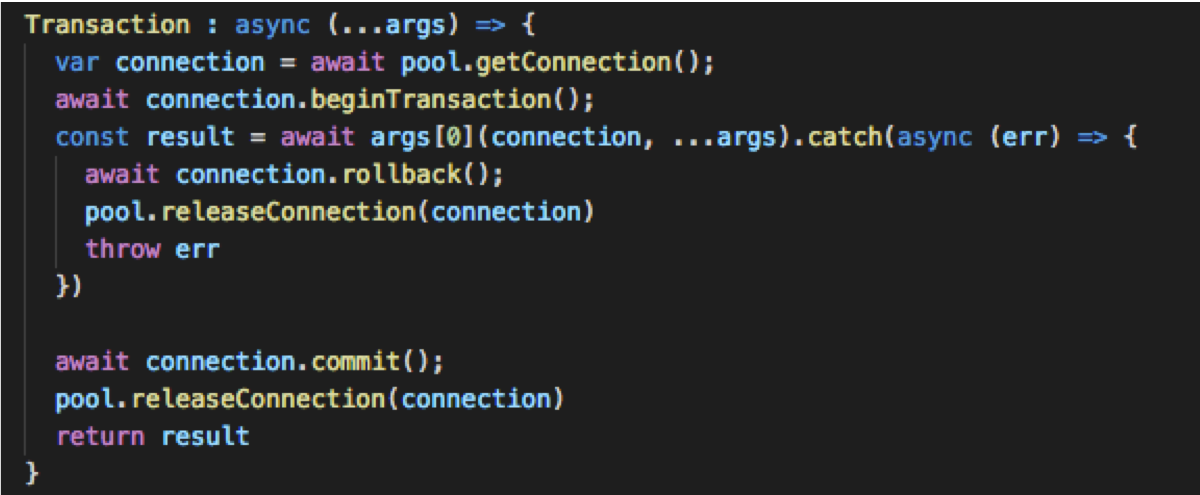 Transaction : async (...args) => {
  var connection = await pool.getConnection();
  await connection.beginTransaction();
  const result = await args[0](connection, ...args).catch(async (err) => {
    await connection.rollback();
    pool.releaseConnection(connection)
    throw err
  })

  await connection.commit();
  pool.releaseConnection(connection)
  return result
}